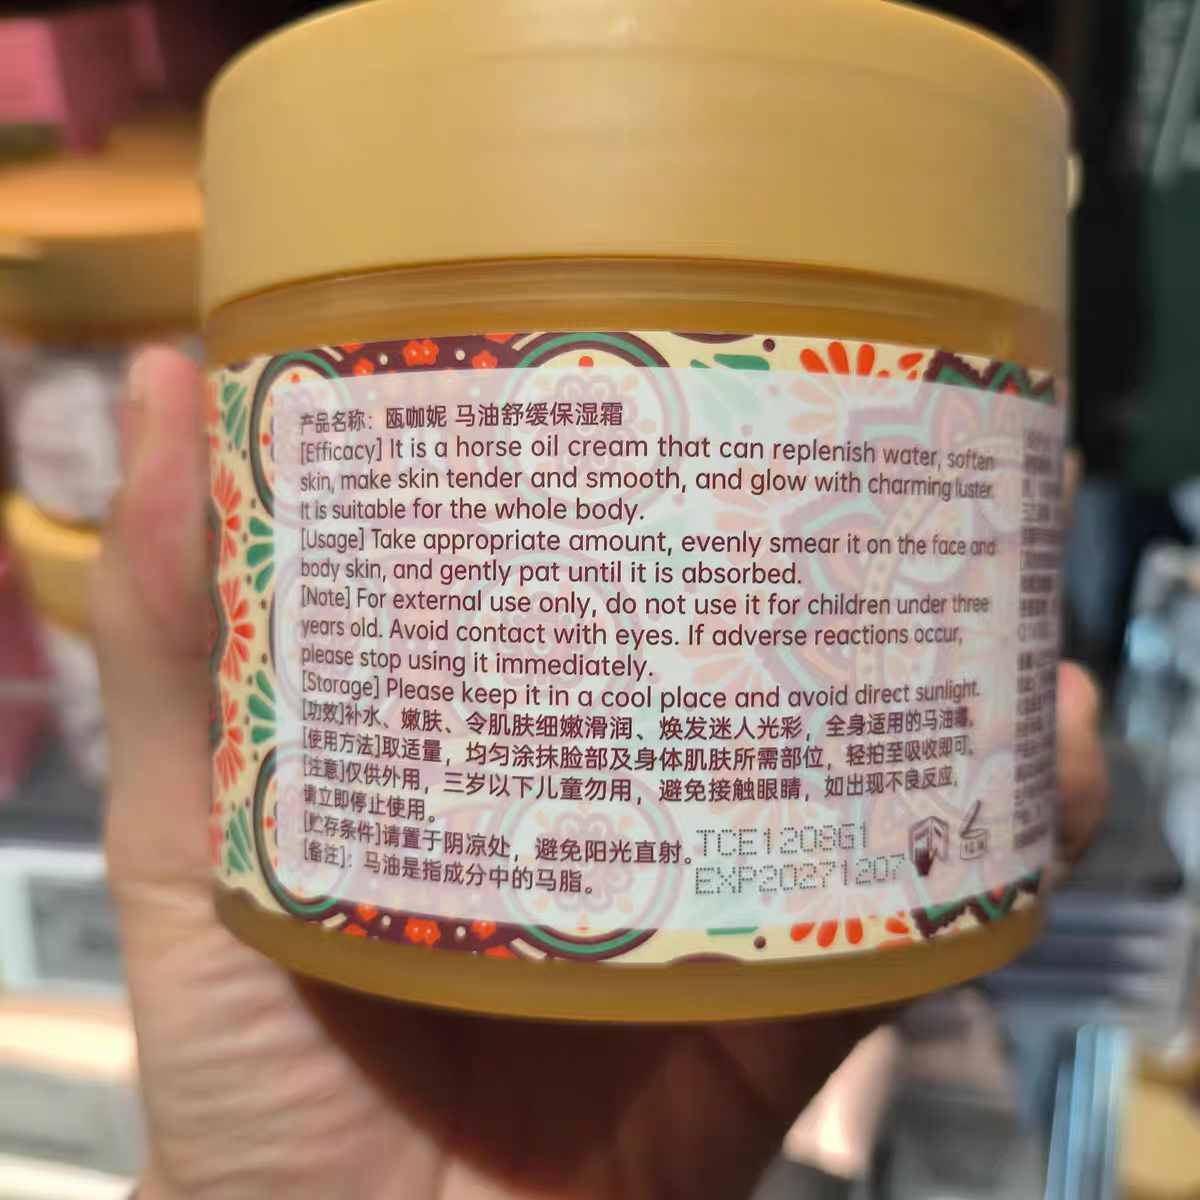 产品名称：瓯咖妮 马油舒缓保湿霜
[Efficacy] It is a horse oil cream that can replenish water, soften
skin, make skin tender and smooth, and glow with charming luster.
It is suitable for the whole body.
[Usage] Take appropriate amount, evenly smear it on the face and
body skin, and gently pat until it is absorbed.
[Note] For external use only, do not use it for children under three
years old. Avoid contact with eyes. If adverse reactions occur,
please stop using it immediately.
[Storage] Please keep it in a cool place and avoid direct sunlight.
[功效]补水、嫩肤、令肌肤细嫩滑润、焕发迷人光彩，全身适用的马油霜。
[使用方法]取适量，均匀涂抹脸部及身体肌肤所需部位，轻拍至吸收即可。
[注意]仅供外用，三岁以下儿童勿用，避免接触眼睛，如出现不良反应，
请立即停止使用。
[贮存条件]请置于阴凉处，避免阳光直射。
[备注]：马油是指成分中的马脂。
TCE1208G1
EXP20271207